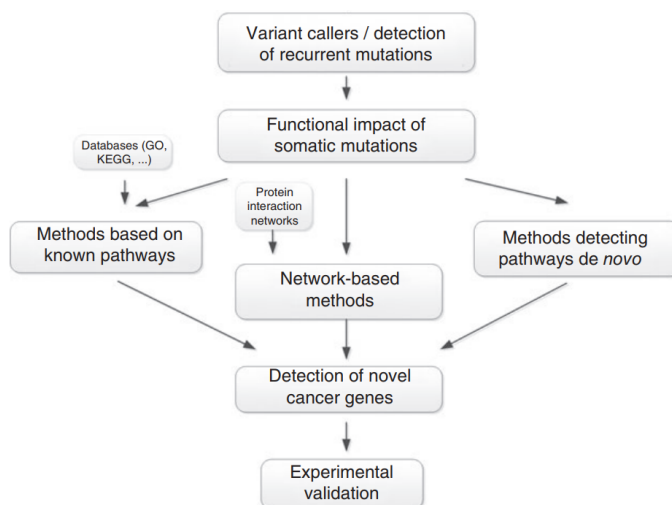 Variant callers / detection
of recurrent mutations
Functional impact of
somatic mutations
Databases (GO,
KEGG, ...)
Protein
interaction
networks
Methods based on
known pathways
Network-based
methods
Methods detecting
pathways de novo
Detection of novel
cancer genes
Experimental
validation